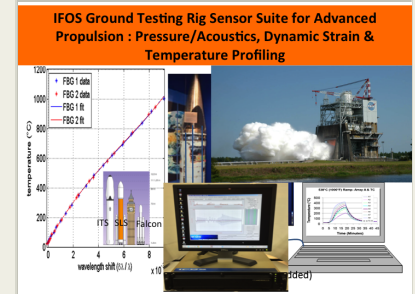 IFOS Ground Testing Rig Sensor Suite for Advanced
Propulsion : Pressure/Acoustics, Dynamic Strain &
Temperature Profiling
1200
1000
800
600
400
200
0
temperature (°C)
FBG 1 data
FBG 2 data
FBG 1 fit
FBG 2 fit
ITS SLS Falcon
0 2 4 6 8
wavelength shift (δλ / λ)
x 10
Time (Minutes)
dded)